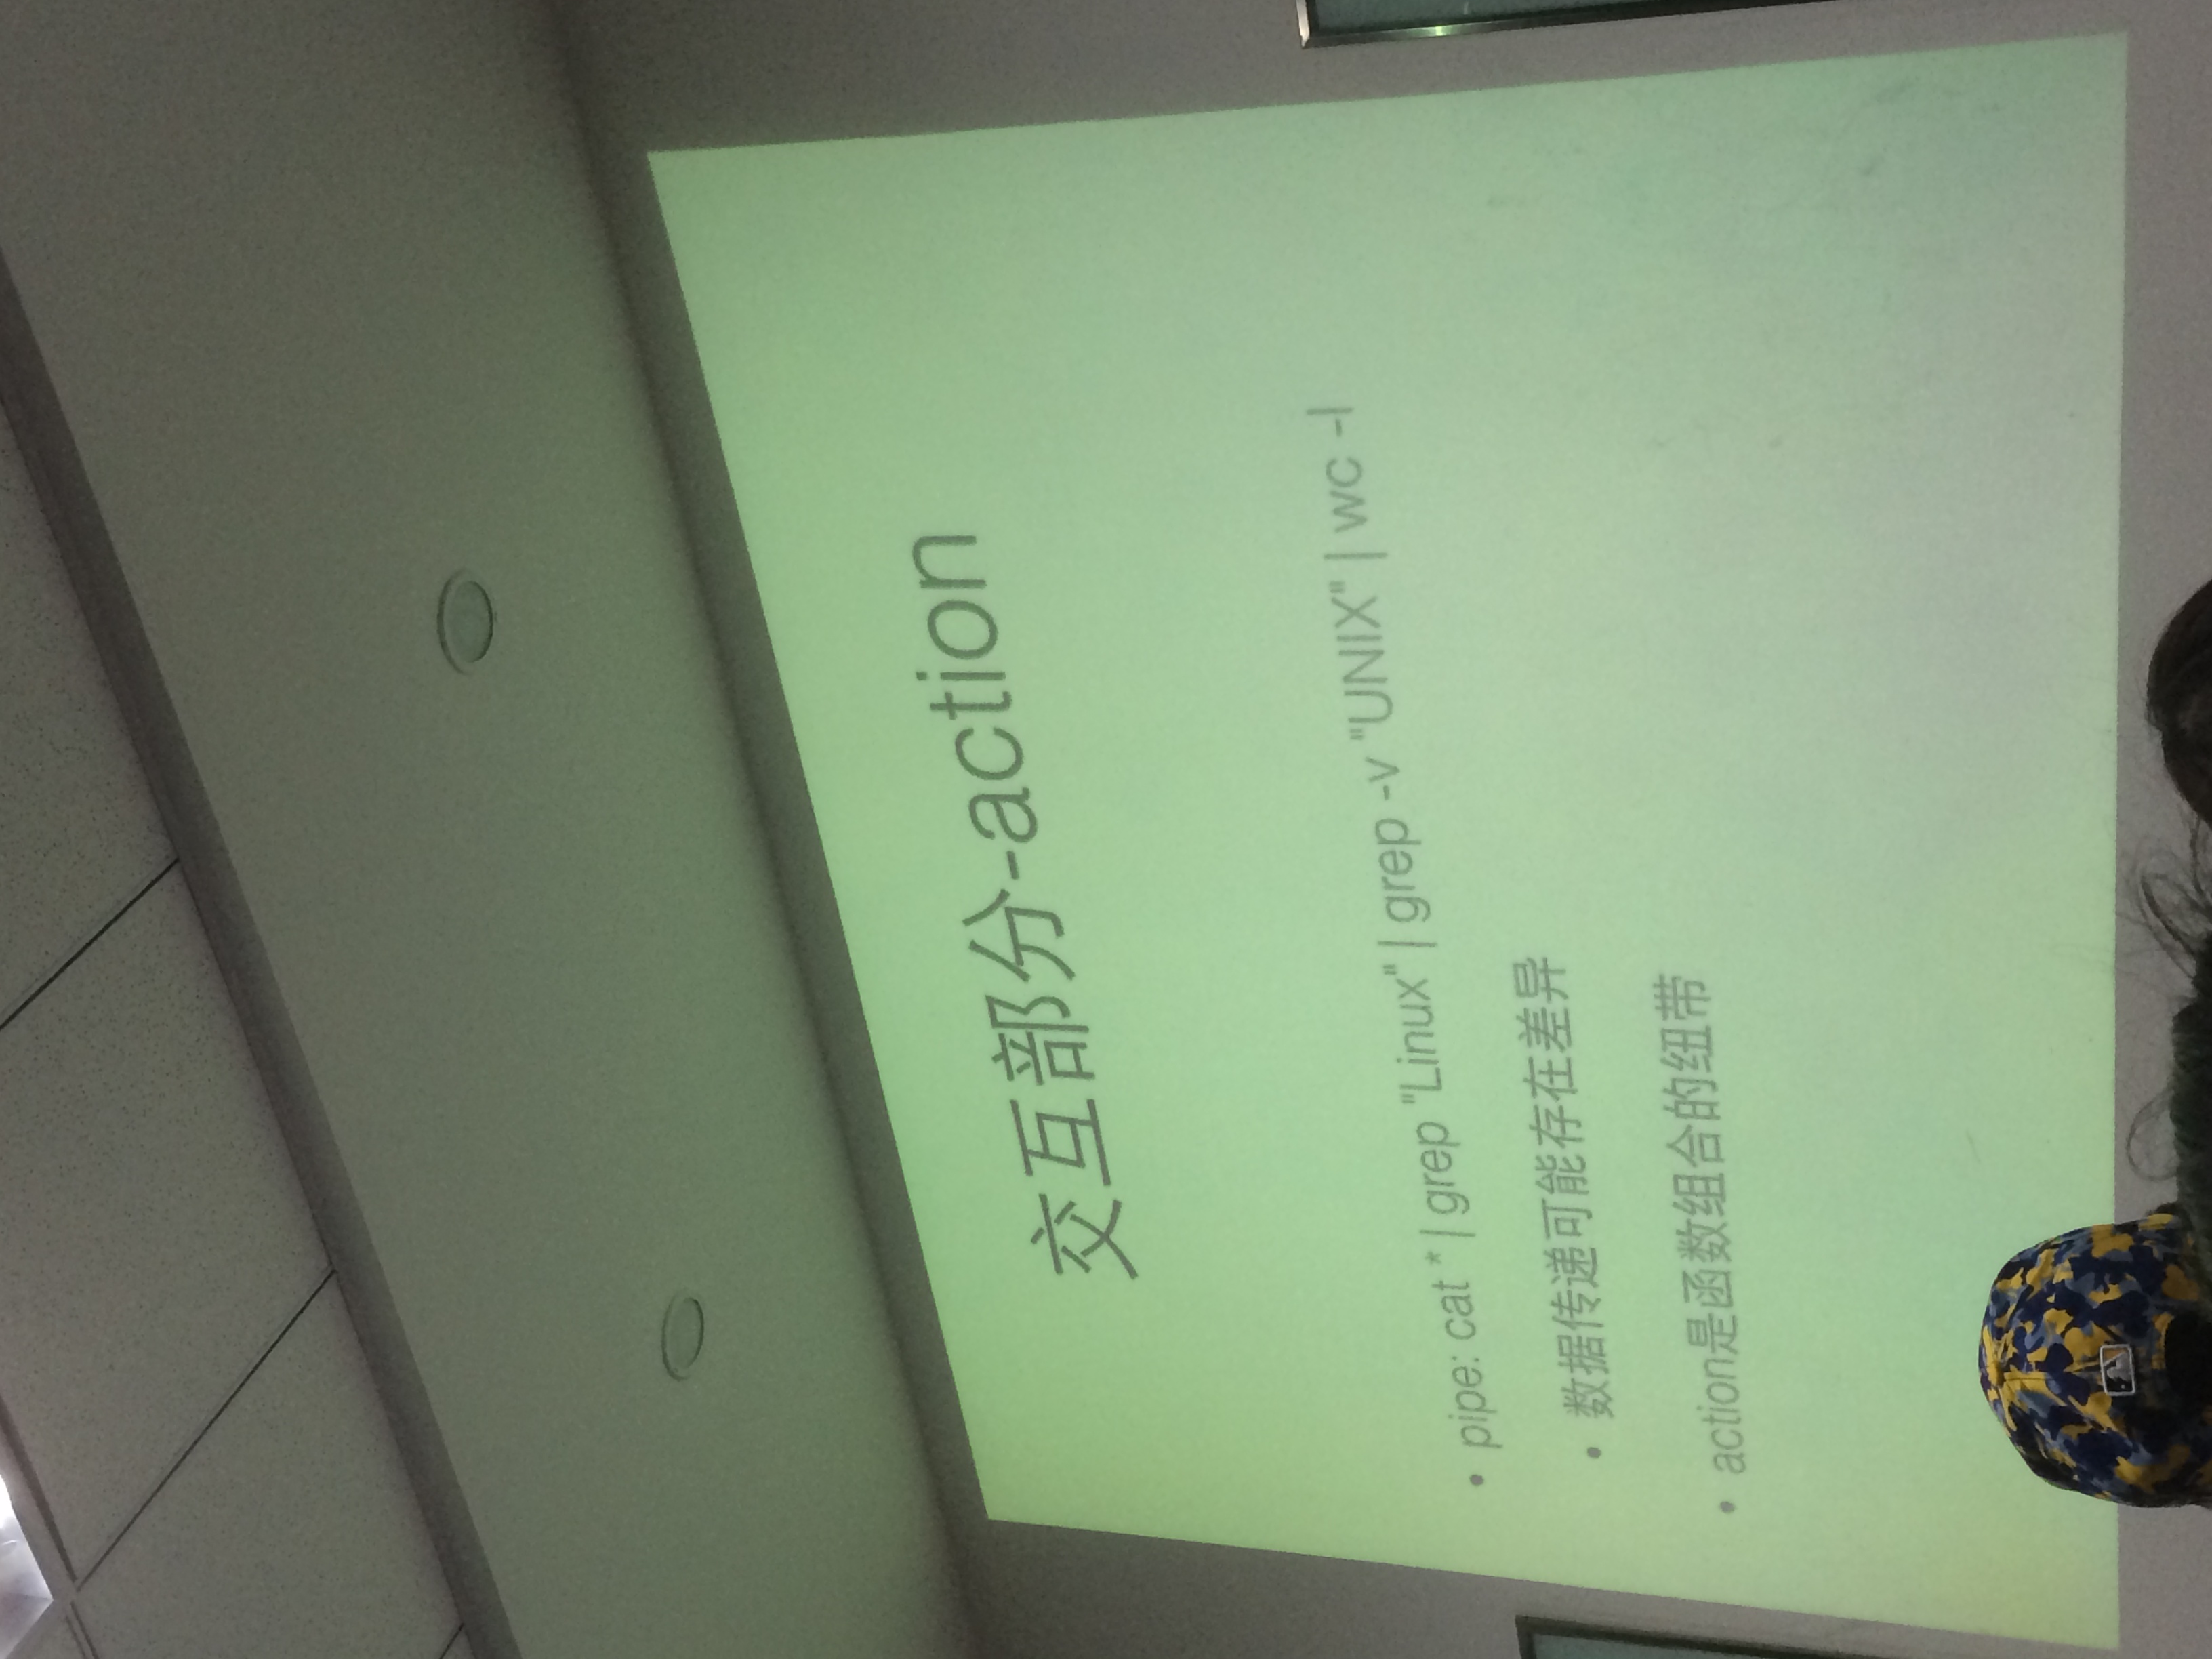 交互部分-action
• pipe: cat * | grep "Linux" | grep -v "UNIX" | wc -l
• 数据传递可能存在差异
• action是函数组合的纽带